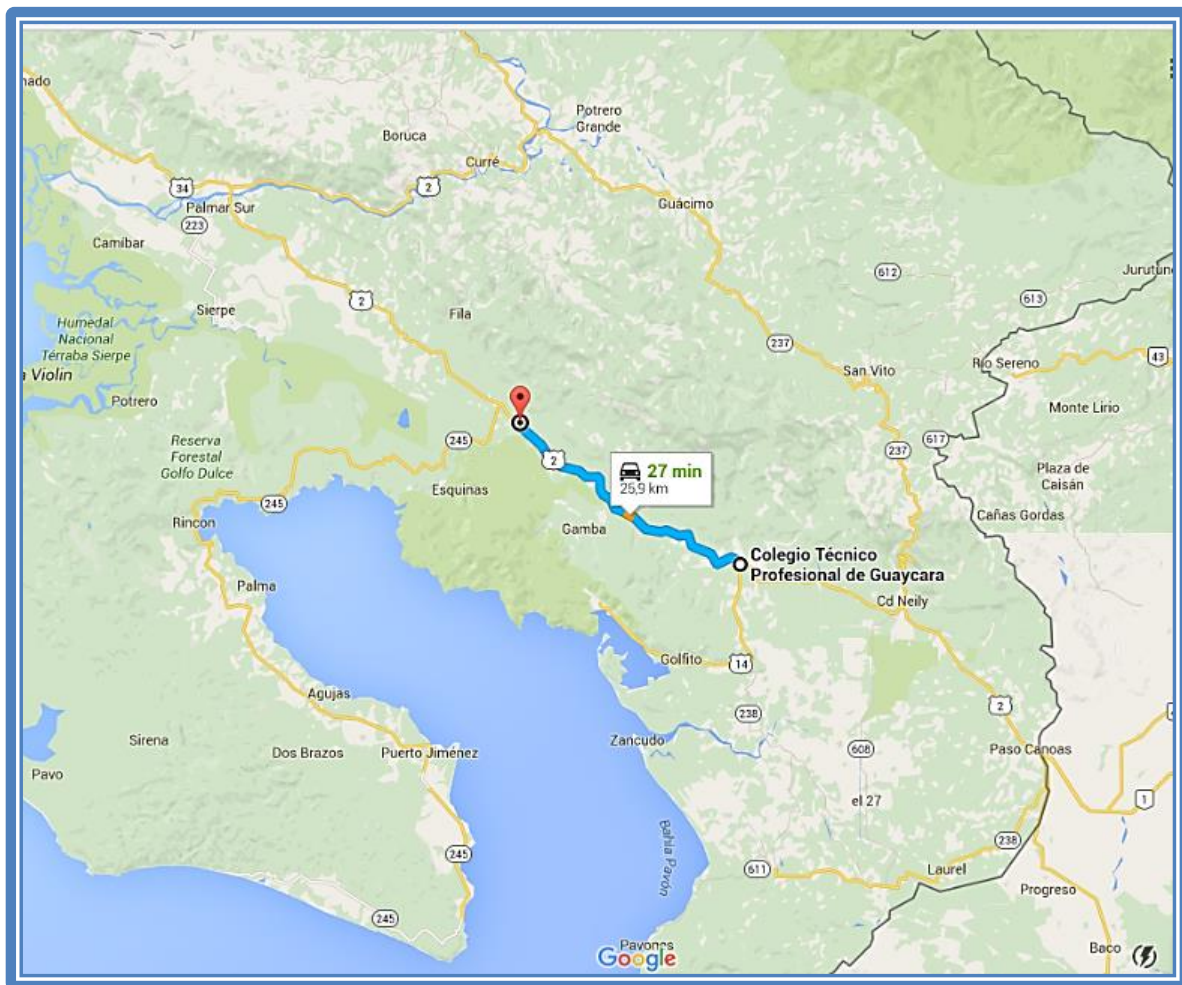 nado
Potrero
Grande
Boruca
Curré
2
34
Palmar Sur
223
Guácimo
Camíbar
612
Jurutun
613
2
Sierpe
Fila
Humedal
Nacional
Térraba Sierpe
a Violin
237
Río Sereno
43
San Vito
Potrero
Monte Lirio
245
617
Reserva
Forestal
Golfo Dulce
237
2
27 min
25,9 km
Plaza de
Caisán
Esquinas
245
Rincon
Gamba
Cañas Gordas
Colegio Técnico
Profesional de Guaycara
Palma
Cd Neily
Golfito
14
Agujas
2
238
Sirena
Dos Brazos
Puerto Jiménez
Zancudo
608
Paso Canoas
Pavo
el 27
1
Bahía Pavón
238
245
611
Laurel
Progreso
245
Pavones
Google
Baco